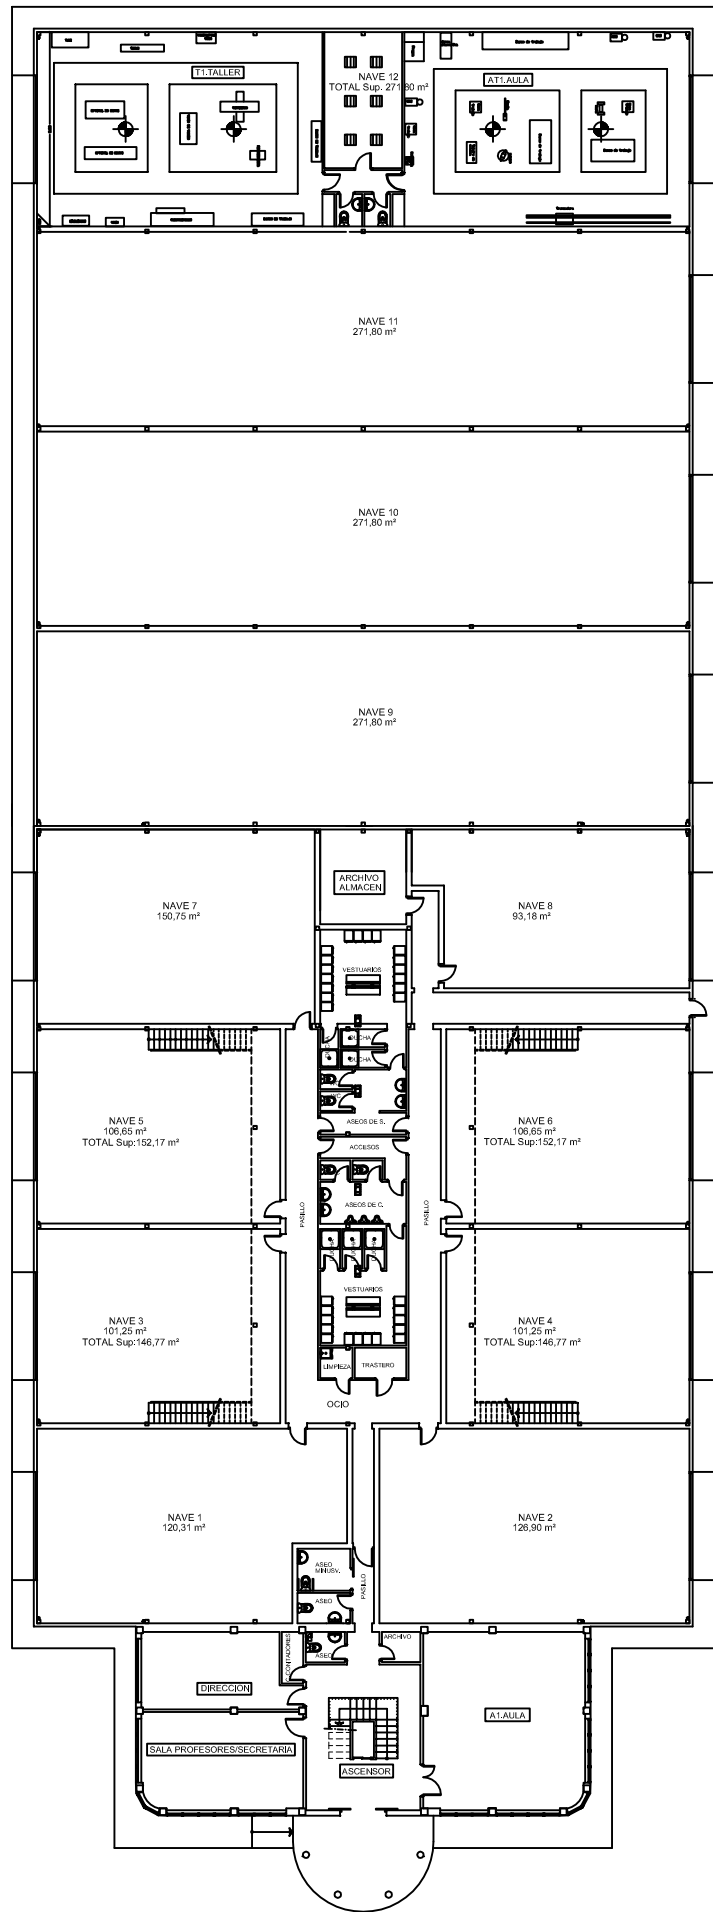 T1.TALLER
NAVE 12
TOTAL Sup. 271,80 m²
AT1.AULA
NAVE 11
271,80 m²
NAVE 10
271,80 m²
NAVE 9
271,80 m²
ARCHIVO
ALMACEN
NAVE 7
150,75 m²
NAVE 8
93,18 m²
VESTUARIOS
DUCHA
DUCHA
DUCHA
WC
ASEOS DE S.
NAVE 5
106,65 m²
TOTAL Sup:152,17 m²
NAVE 6
106,65 m²
TOTAL Sup:152,17 m²
ACCESOS
ASEOS DE C.
PASILLO
PASILLO
DUCHA
DUCHA
DUCHA
VESTUARIOS
NAVE 3
101,25 m²
TOTAL Sup:146,77 m²
NAVE 4
101,25 m²
TOTAL Sup:146,77 m²
LIMPIEZA
TRASTERO
OCIO
NAVE 1
120,31 m²
NAVE 2
126,90 m²
ASEO
MINUSV.
PASILLO
ASEO
ASEO
ARCHIVO
C.CONTADORES
DIRECCION
A1.AULA
SALA PROFESORES/SECRETARIA
ASCENSOR